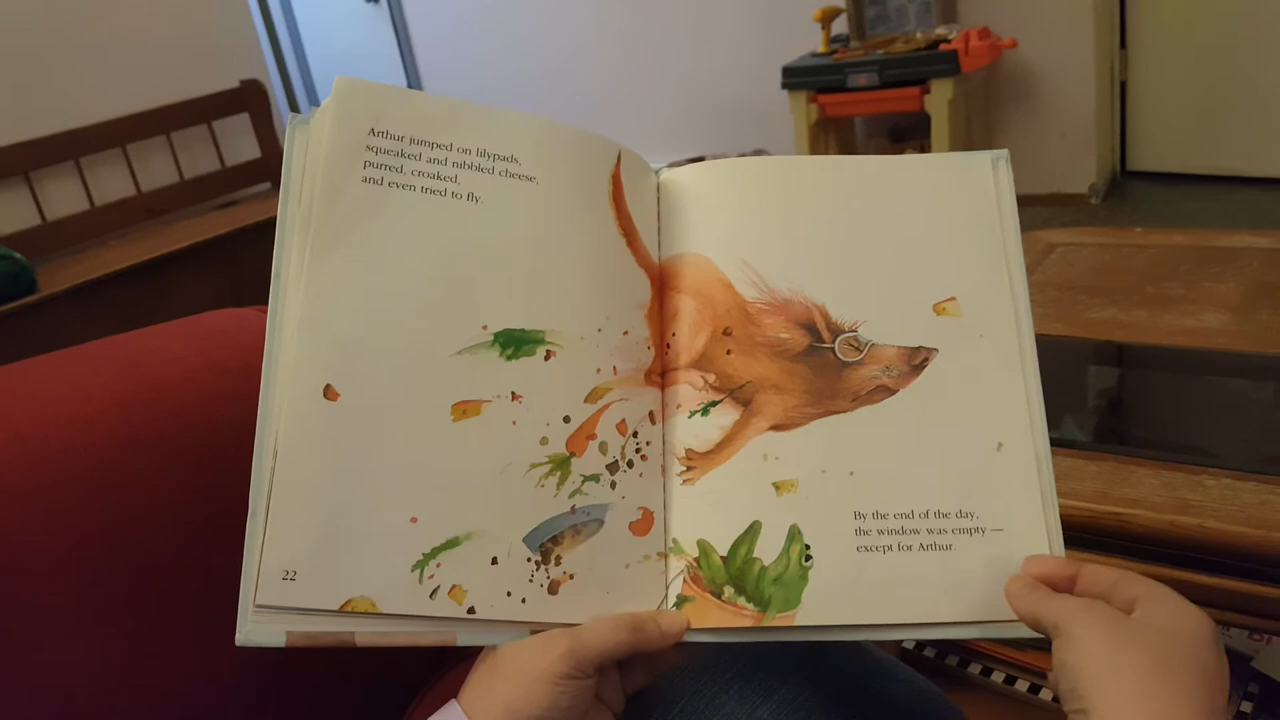 Arthur jumped on lilypads,
squeaked and nibbled cheese,
purred, croaked,
and even tried to fly.
22
By the end of the day,
the window was empty —
except for Arthur.